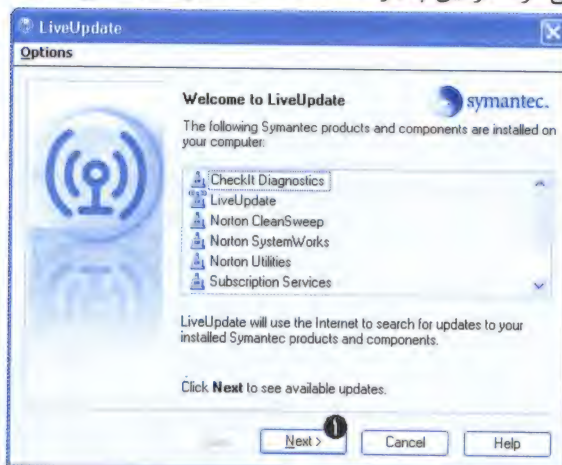 LiveUpdate
Options
Welcome to LiveUpdate
symantec.
The following Symantec products and components are installed on
your computer:
CheckIt Diagnostics
LiveUpdate
Norton CleanSweep
Norton SystemWorks
Norton Utilities
Subscription Services
LiveUpdate will use the Internet to search for updates to your
installed Symantec products and components.
Click Next to see available updates.
Next >
1
Cancel
Help